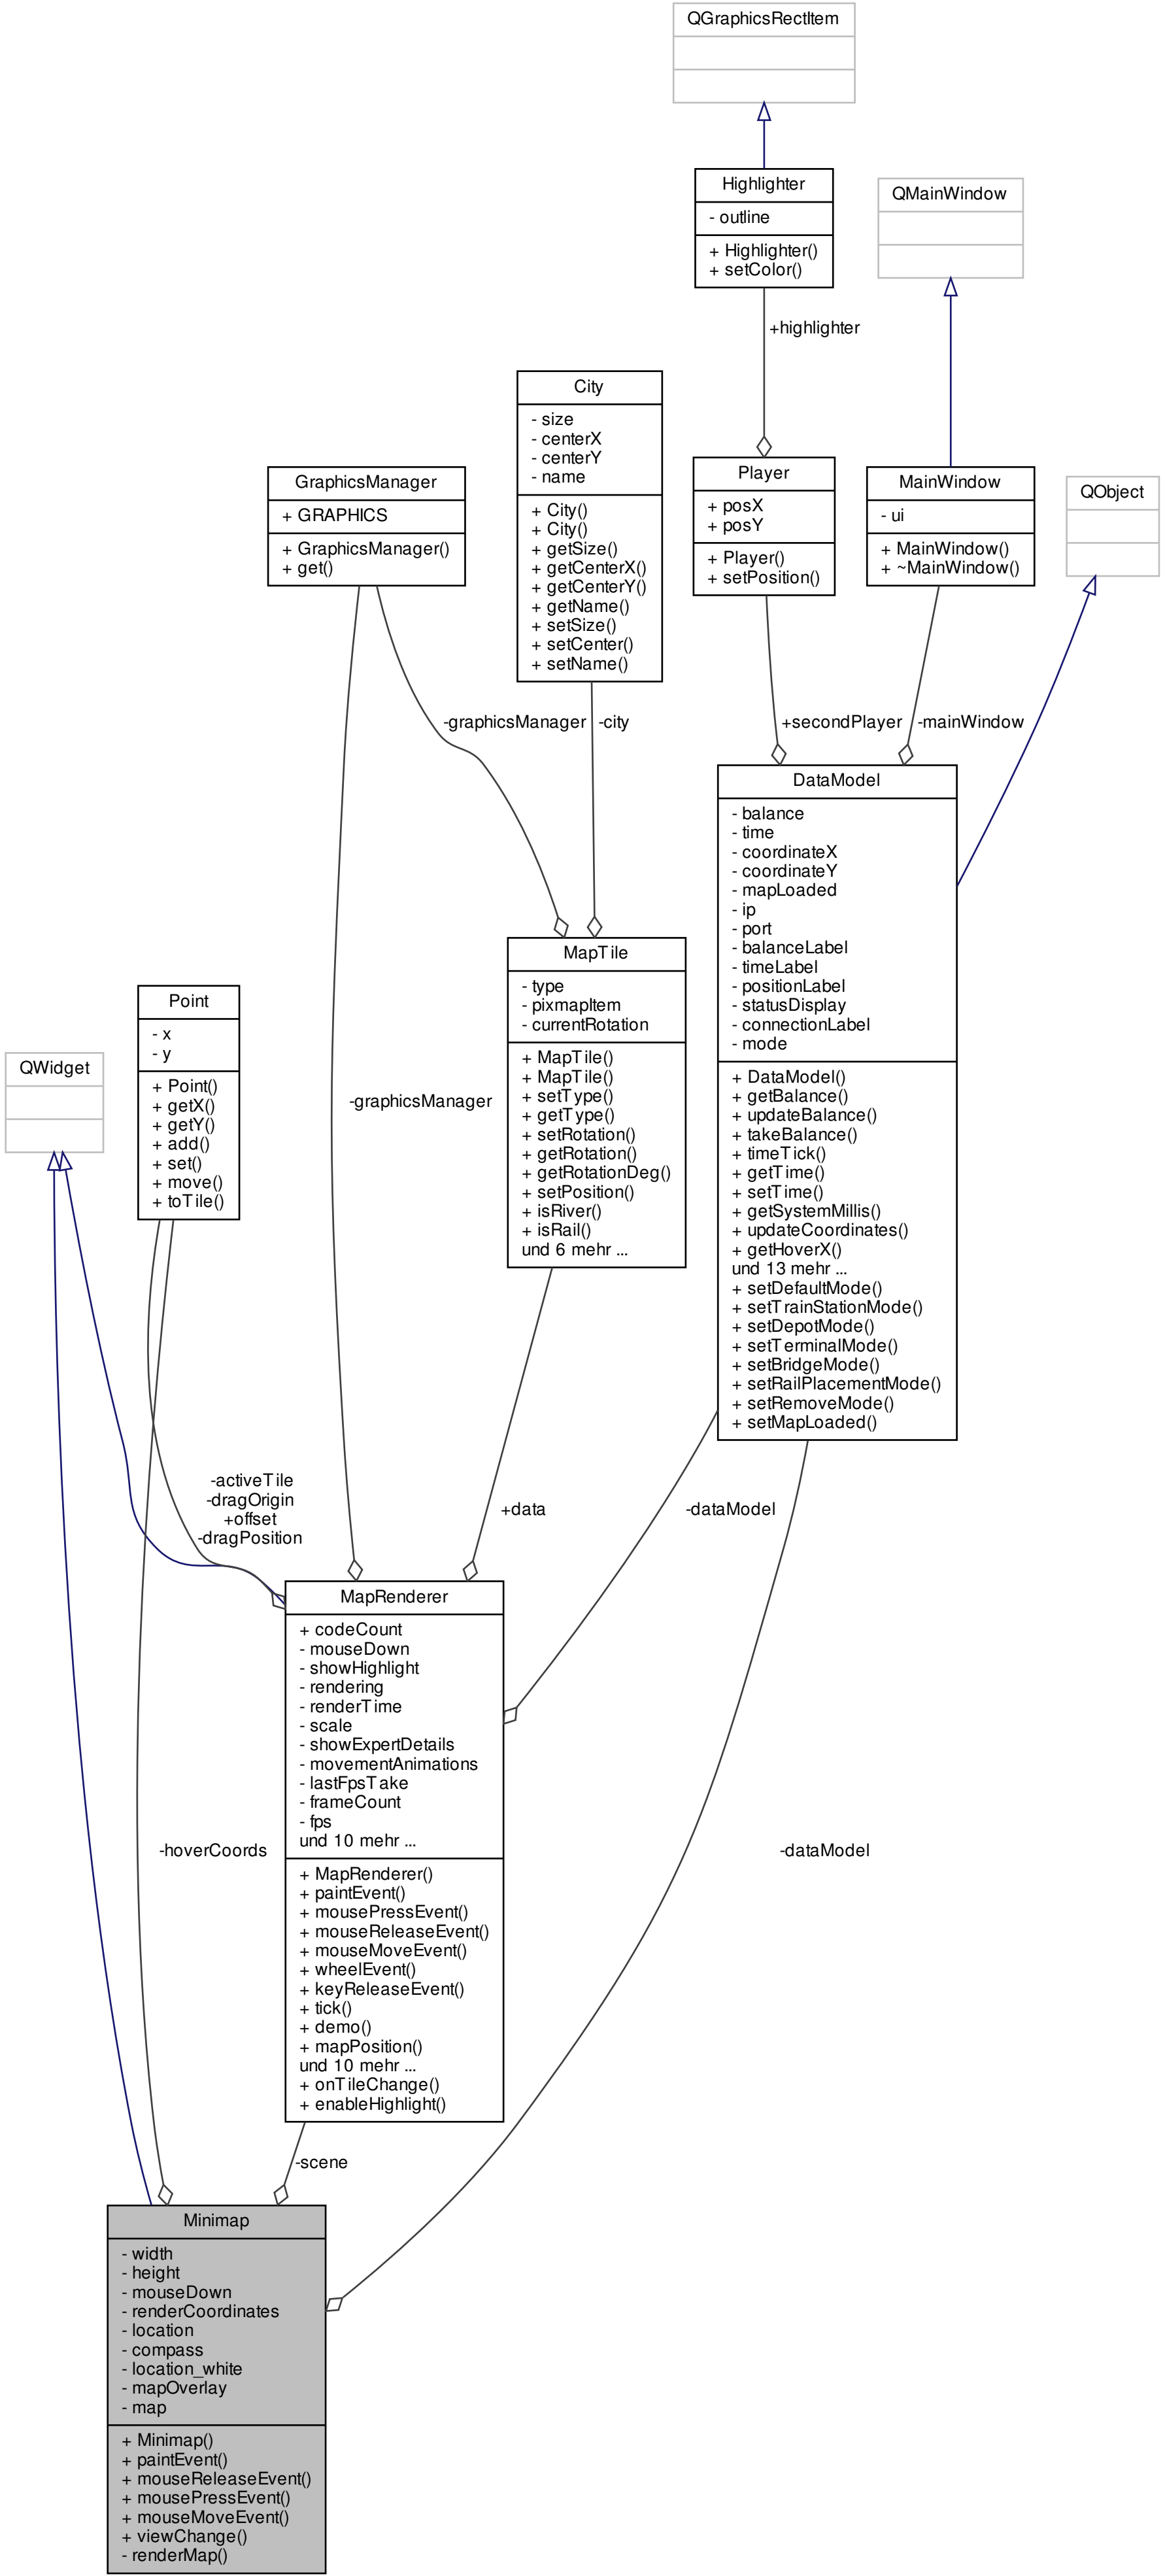 QGraphicsRectItem
Highlighter
- outline
+ Highlighter()
+ setColor()
QMainWindow
+highlighter
City
- size
- centerX
- centerY
- name
+ City()
+ City()
+ getSize()
+ getCenterX()
+ getCenterY()
+ getName()
+ setSize()
+ setCenter()
+ setName()
GraphicsManager
+ GRAPHICS
+ GraphicsManager()
+ get()
Player
+ posX
+ posY
+ Player()
+ setPosition()
MainWindow
- ui
+ MainWindow()
+ ~MainWindow()
QObject
-graphicsManager
-city
+secondPlayer
-mainWindow
DataModel
- balance
- time
- coordinateX
- coordinateY
- mapLoaded
- ip
- port
- balanceLabel
- timeLabel
- positionLabel
- statusDisplay
- connectionLabel
- mode
+ DataModel()
+ getBalance()
+ updateBalance()
+ takeBalance()
+ timeTick()
+ getTime()
+ setTime()
+ getSystemMillis()
+ updateCoordinates()
+ getHoverX()
und 13 mehr ...
+ setDefaultMode()
+ setTrainStationMode()
+ setDepotMode()
+ setTerminalMode()
+ setBridgeMode()
+ setRailPlacementMode()
+ setRemoveMode()
+ setMapLoaded()
MapTile
- type
- pixmapItem
- currentRotation
+ MapTile()
+ MapTile()
+ setType()
+ getType()
+ setRotation()
+ getRotation()
+ getRotationDeg()
+ setPosition()
+ isRiver()
+ isRail()
und 6 mehr ...
Point
- x
- y
+ Point()
+ getX()
+ getY()
+ add()
+ set()
+ move()
+ toTile()
QWidget
-graphicsManager
-activeTile
-dragOrigin
+offset
-dragPosition
+data
-dataModel
MapRenderer
+ codeCount
- mouseDown
- showHighlight
- rendering
- renderTime
- scale
- showExpertDetails
- movementAnimations
- lastFpsTake
- frameCount
- fps
und 10 mehr ...
+ MapRenderer()
+ paintEvent()
+ mousePressEvent()
+ mouseReleaseEvent()
+ mouseMoveEvent()
+ wheelEvent()
+ keyReleaseEvent()
+ tick()
+ demo()
+ mapPosition()
und 10 mehr ...
+ onTileChange()
+ enableHighlight()
-hoverCoords
-dataModel
-scene
Minimap
- width
- height
- mouseDown
- renderCoordinates
- location
- compass
- location_white
- mapOverlay
- map
+ Minimap()
+ paintEvent()
+ mouseReleaseEvent()
+ mousePressEvent()
+ mouseMoveEvent()
+ viewChange()
- renderMap()